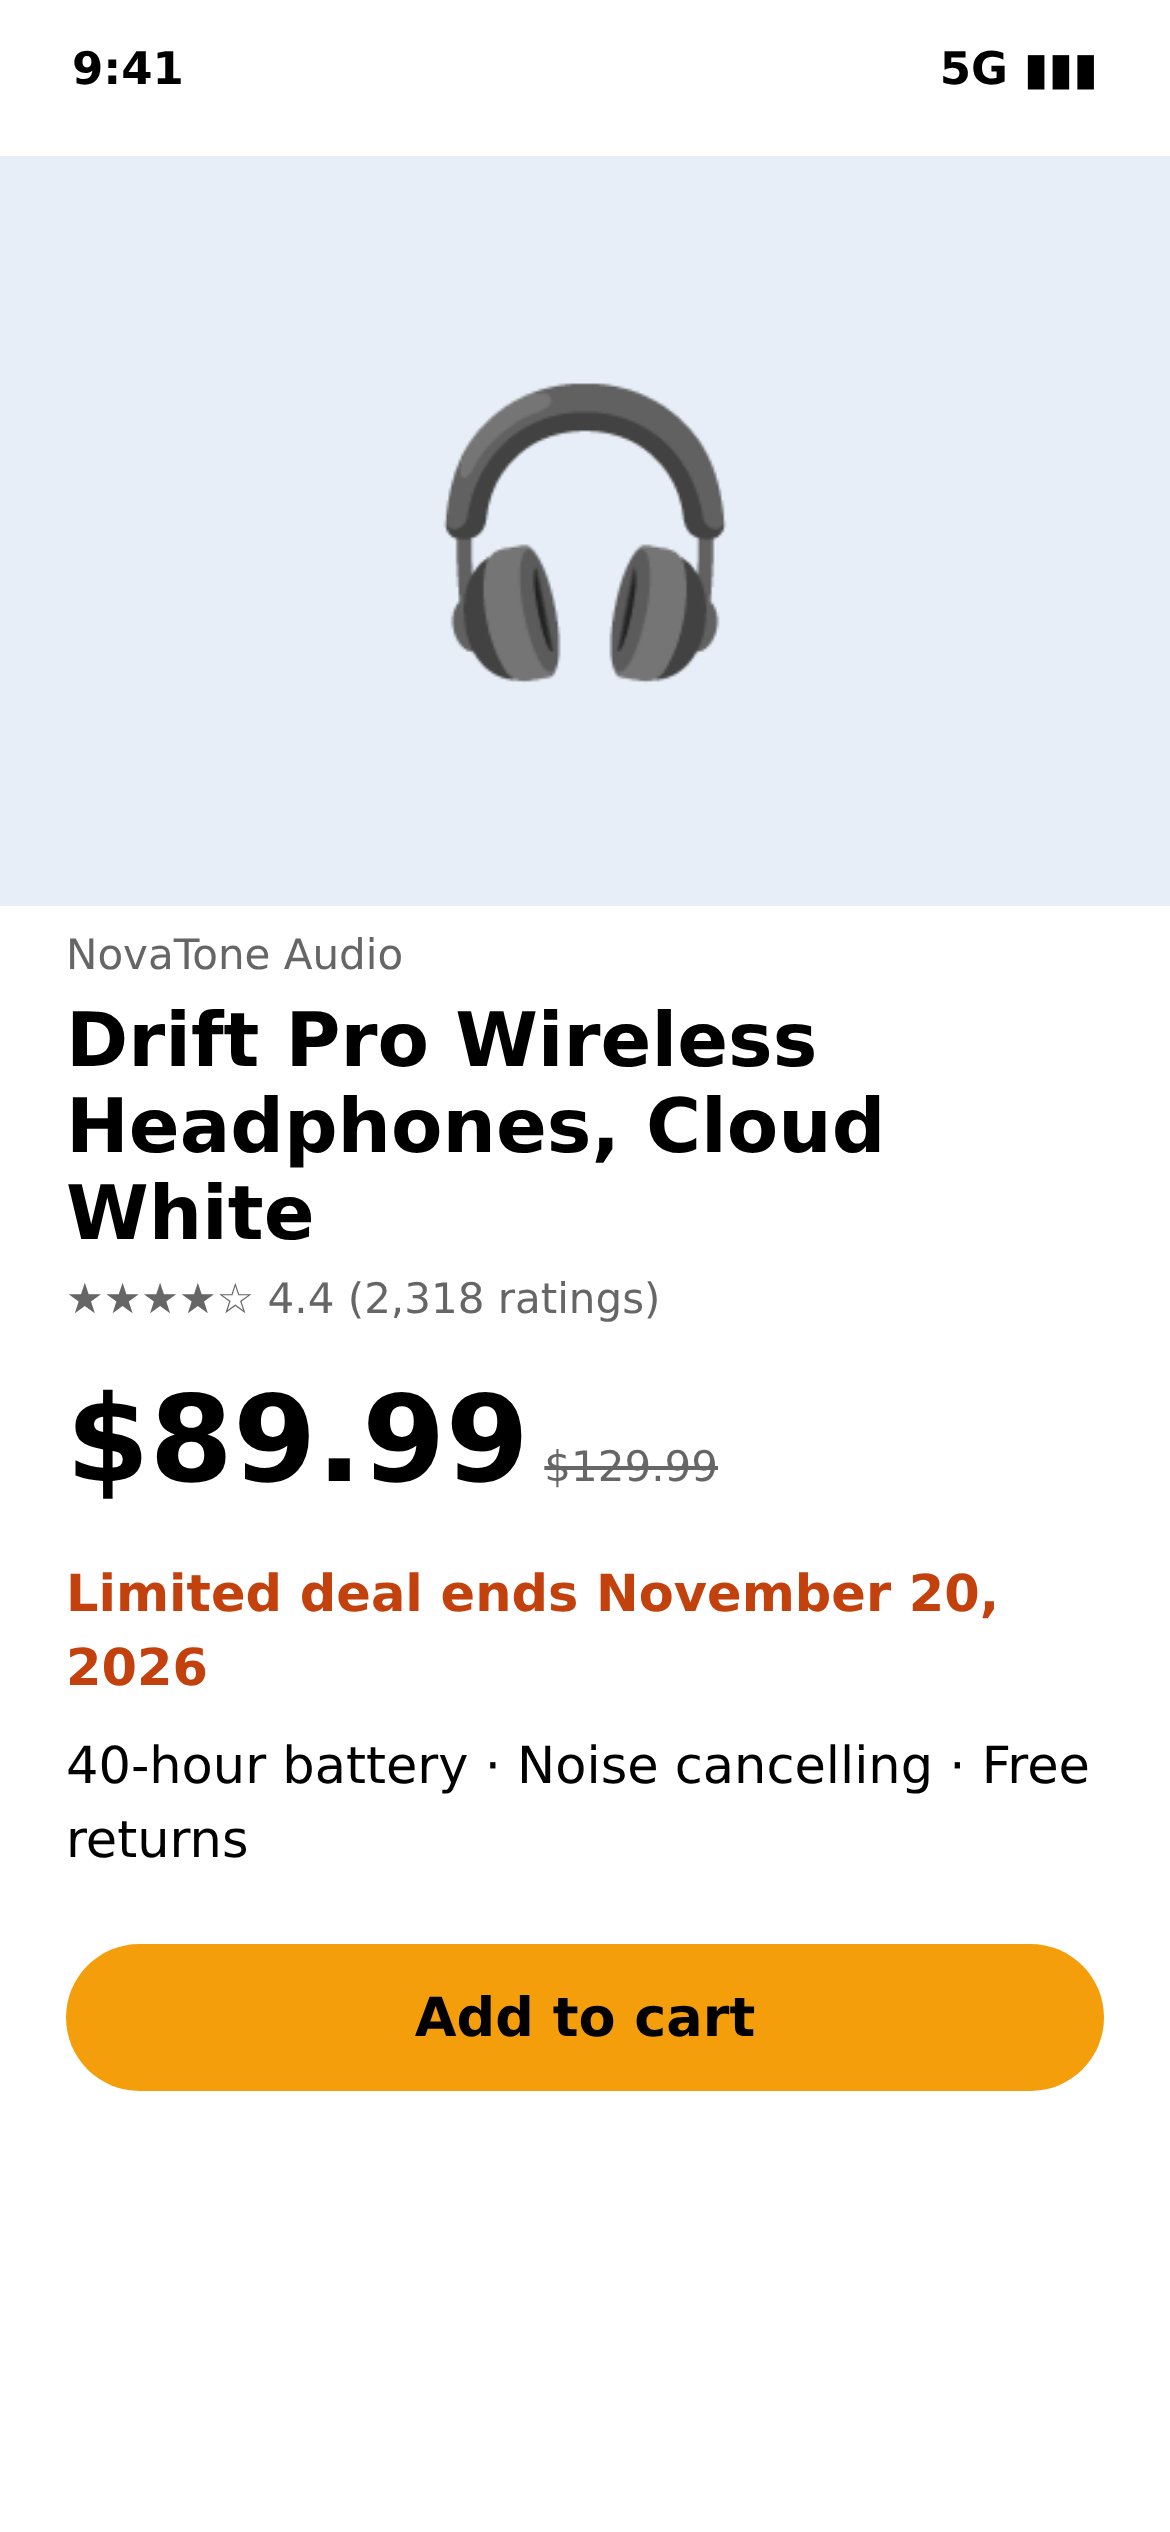 9:41
5G
NovaTone Audio
Drift Pro Wireless
Headphones, Cloud
White
★★★★☆ 4.4 (2,318 ratings)
$89.99 $129.99
Limited deal ends November 20,
2026
40-hour battery · Noise cancelling · Free
returns
Add to cart